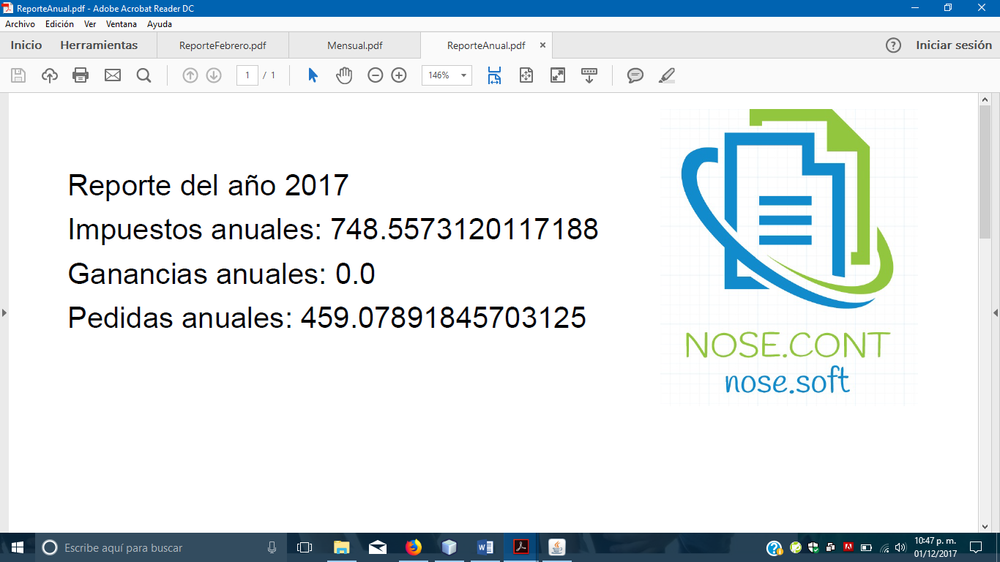 ReporteAnual.pdf - Adobe Acrobat Reader DC
Archivo Edición Ver Ventana Ayuda
Inicio Herramientas ReporteFebrero.pdf Mensual.pdf ReporteAnual.pdf × ? Iniciar sesión
1 / 1 146%
Reporte del año 2017
Impuestos anuales: 748.5573120117188
Ganancias anuales: 0.0
Pedidas anuales: 459.07891845703125
NOSE.CONT
nose.soft
Escribe aquí para buscar
10:47 p. m.
01/12/2017